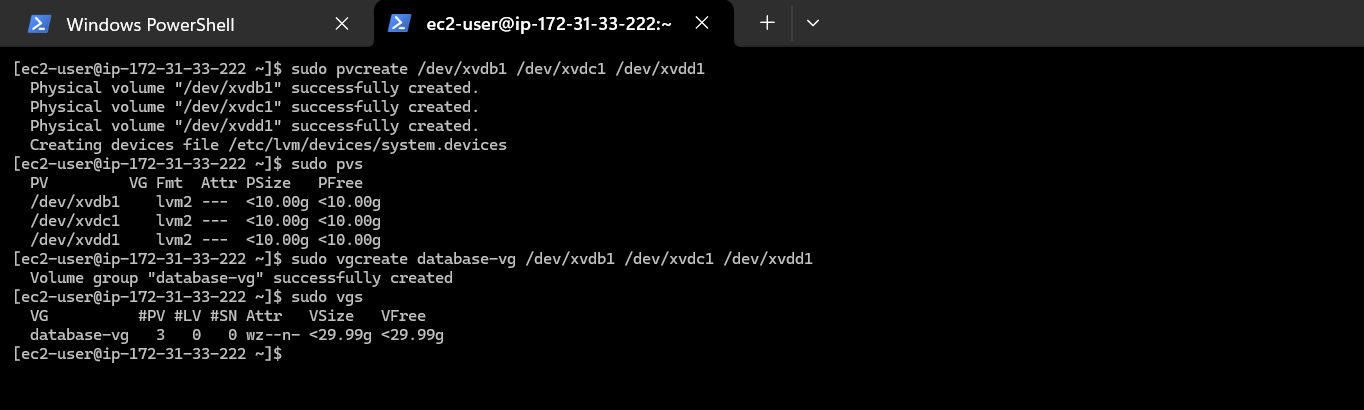 Windows PowerShell
ec2-user@ip-172-31-33-222:~
[ec2-user@ip-172-31-33-222 ~]$ sudo pvcreate /dev/xvdb1 /dev/xvdc1 /dev/xvdd1
  Physical volume "/dev/xvdb1" successfully created.
  Physical volume "/dev/xvdc1" successfully created.
  Physical volume "/dev/xvdd1" successfully created.
  Creating devices file /etc/lvm/devices/system.devices
[ec2-user@ip-172-31-33-222 ~]$ sudo pvs
  PV         VG Fmt  Attr PSize   PFree
  /dev/xvdb1    lvm2 ---  <10.00g <10.00g
  /dev/xvdc1    lvm2 ---  <10.00g <10.00g
  /dev/xvdd1    lvm2 ---  <10.00g <10.00g
[ec2-user@ip-172-31-33-222 ~]$ sudo vgcreate database-vg /dev/xvdb1 /dev/xvdc1 /dev/xvdd1
  Volume group "database-vg" successfully created
[ec2-user@ip-172-31-33-222 ~]$ sudo vgs
  VG          #PV #LV #SN Attr   VSize   VFree
  database-vg   3   0   0 wz--n- <29.99g <29.99g
[ec2-user@ip-172-31-33-222 ~]$